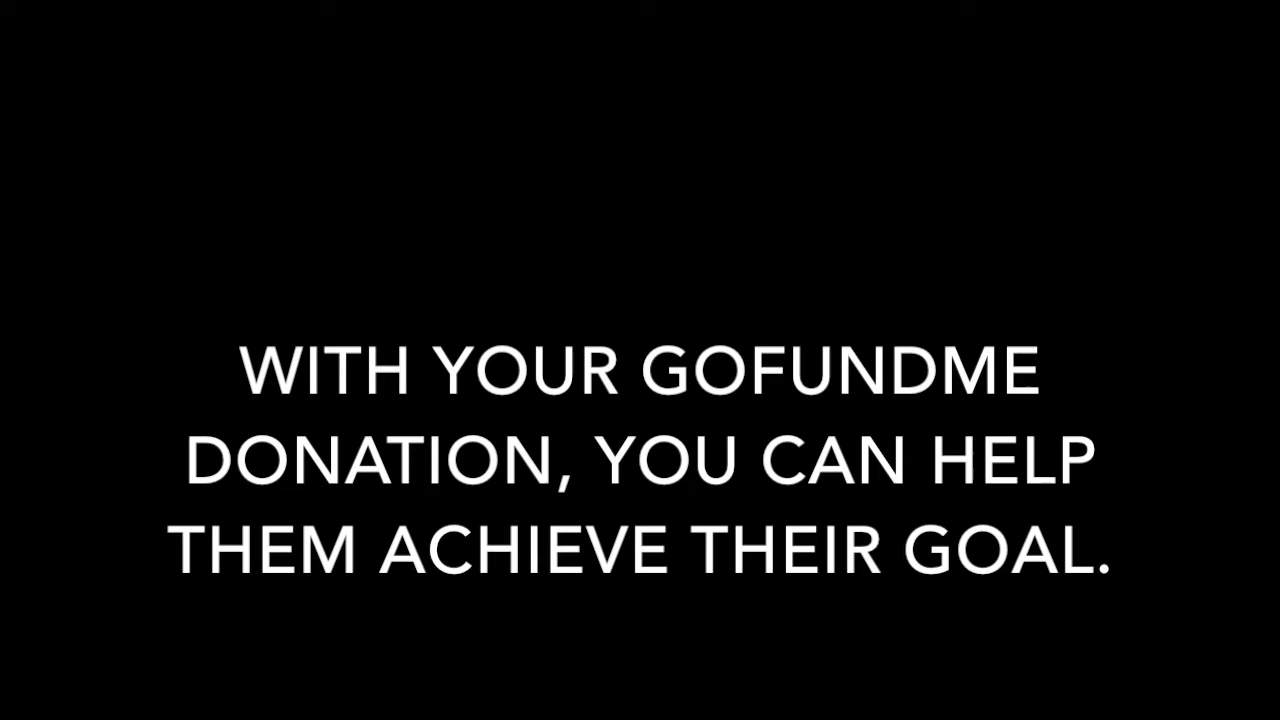 WITH YOUR GOFUNDME
DONATION, YOU CAN HELP
THEM ACHIEVE THEIR GOAL.